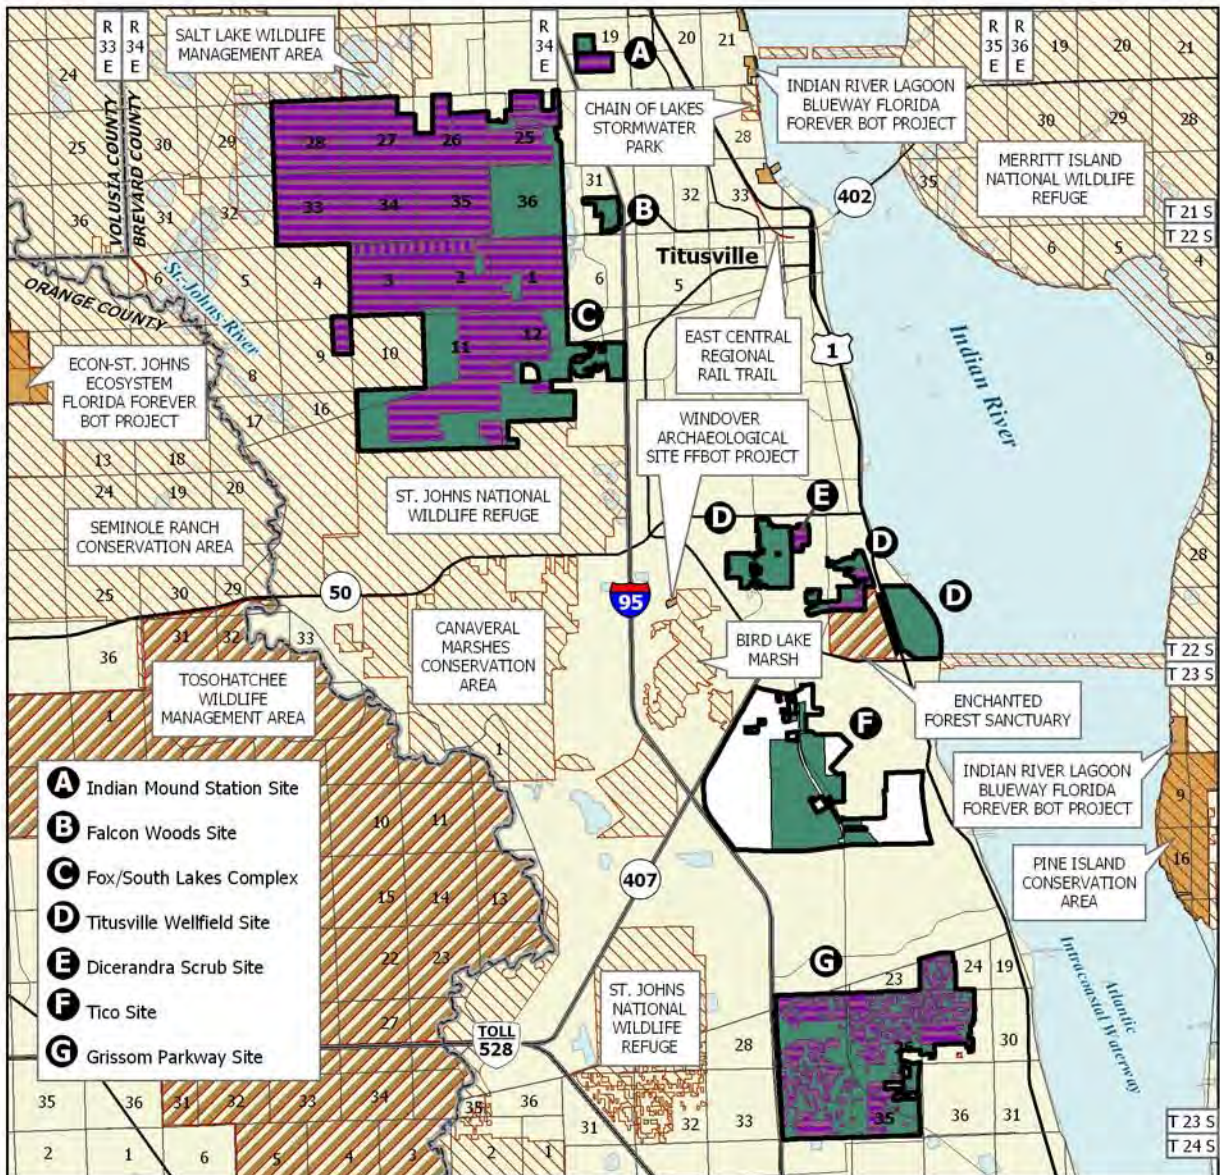 R
33
E
R
34
E
SALT LAKE WILDLIFE
MANAGEMENT AREA
R
34
E
19
A
20
21
INDIAN RIVER LAGOON
BLUEWAY FLORIDA
FOREVER BOT PROJECT
R
35
E
R
36
E
19
20
21
24
VOLUSIA COUNTY
BREVARD COUNTY
CHAIN OF LAKES
STORMWATER
PARK
28
30
29
28
25
30
29
28
27
26
25
MERRITT ISLAND
NATIONAL WILDLIFE
REFUGE
35
36
31
32
33
34
35
36
31
B
32
33
402
T 21 S
T 22 S
Titusville
6
5
4
ORANGE COUNTY
6
St. Johns River
5
4
3
2
1
6
5
C
ECON-ST. JOHNS
ECOSYSTEM
FLORIDA FOREVER
BOT PROJECT
8
9
10
11
12
EAST CENTRAL
REGIONAL
RAIL TRAIL
1
Indian River
9
17
16
WINDOVER
ARCHAEOLOGICAL
SITE FFBOT PROJECT
13
18
24
19
20
ST. JOHNS NATIONAL
WILDLIFE REFUGE
SEMINOLE RANCH
CONSERVATION AREA
D
E
D
28
25
30
29
50
95
D
31
32
33
36
CANAVERAL
MARSHES
CONSERVATION
AREA
BIRD LAKE
MARSH
T 22 S
T 23 S
TOSOHATCHEE
WILDLIFE
MANAGEMENT AREA
ENCHANTED
FOREST SANCTUARY
1
1
F
INDIAN RIVER LAGOON
BLUEWAY FLORIDA
FOREVER BOT PROJECT
9
A Indian Mound Station Site
B Falcon Woods Site
C Fox/South Lakes Complex
D Titusville Wellfield Site
E Dicerandra Scrub Site
F Tico Site
G Grissom Parkway Site
10
11
15
14
13
22
23
27
407
PINE ISLAND
CONSERVATION
AREA
16
Atlantic
Intracoastal Waterway
G
23
24
19
ST. JOHNS
NATIONAL
WILDLIFE
REFUGE
TOLL
528
28
26
30
35
36
31
32
33
34
35
36
31
32
33
35
36
31
T 23 S
T 24 S
2
1
6
5
4
3
2
1